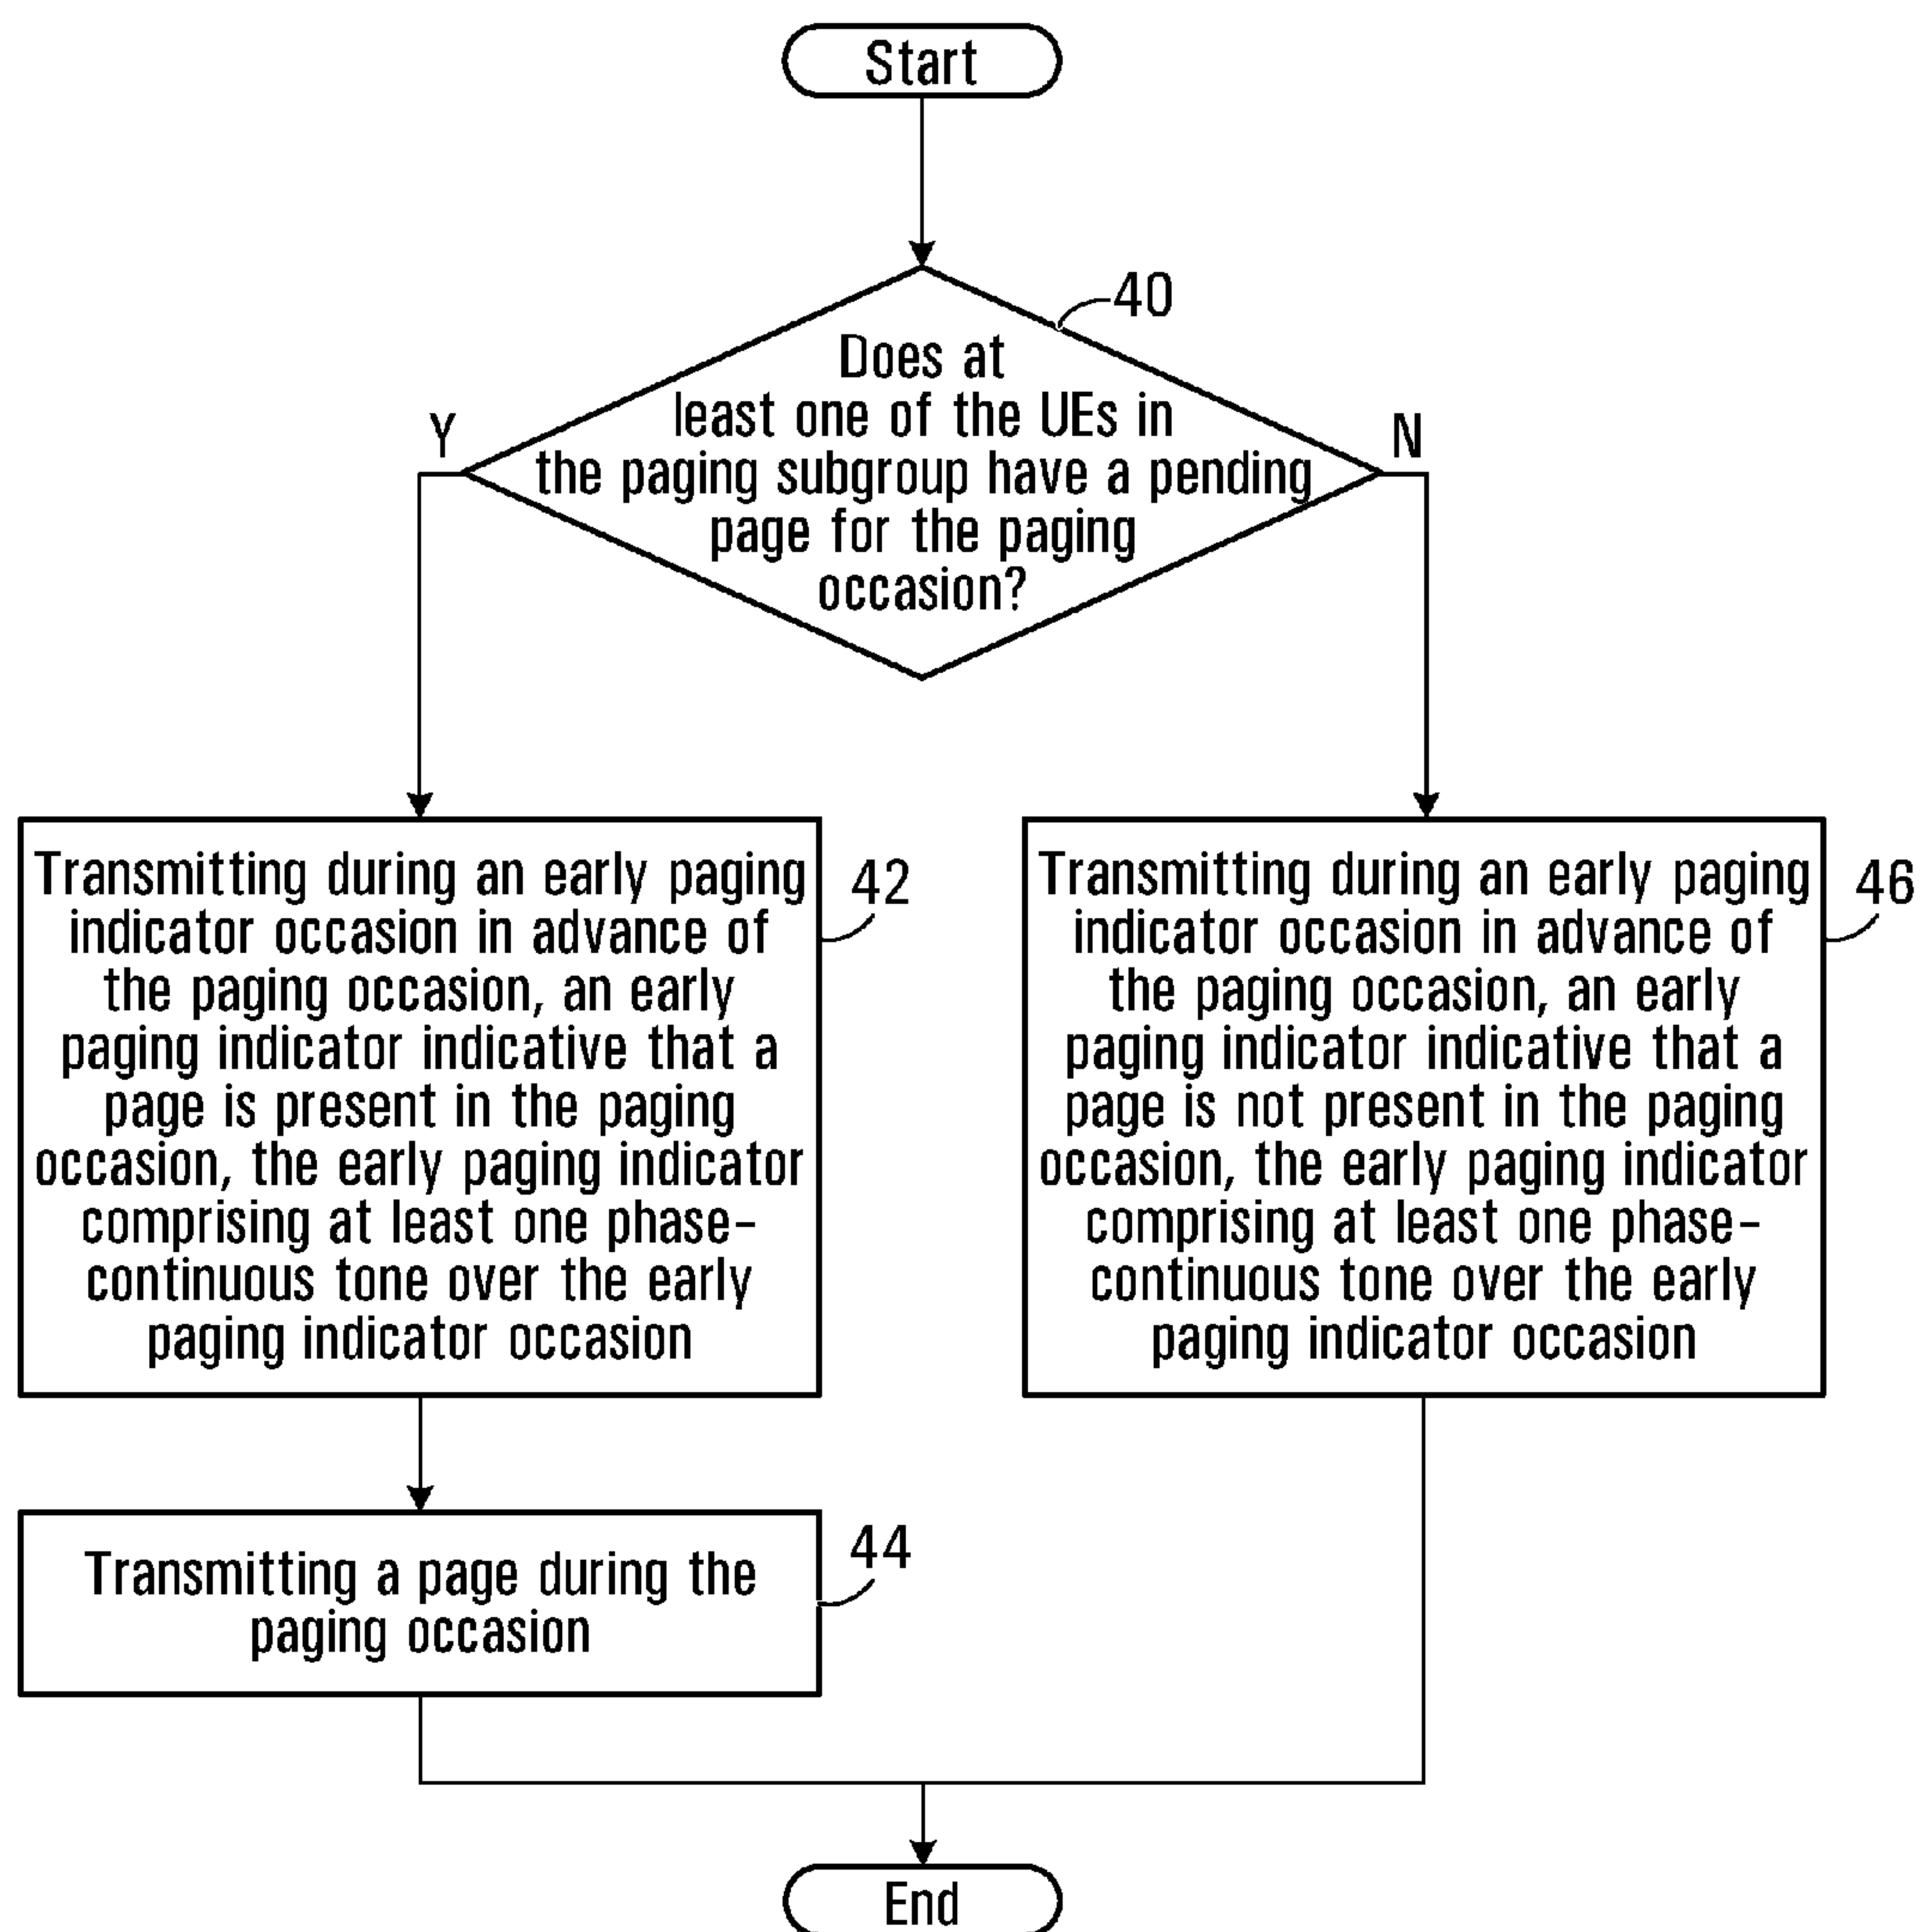 Start
40
Does at
least one of the UEs in
the paging subgroup have a pending
page for the paging
occasion?
Y
N
Transmitting during an early paging
indicator occasion in advance of
the paging occasion, an early
paging indicator indicative that a
page is present in the paging
occasion, the early paging indicator
comprising at least one phase-
continuous tone over the early
paging indicator occasion
42
Transmitting during an early paging
indicator occasion in advance of
the paging occasion, an early
paging indicator indicative that a
page is not present in the paging
occasion, the early paging indicator
comprising at least one phase-
continuous tone over the early
paging indicator occasion
46
Transmitting a page during the
paging occasion
44
End